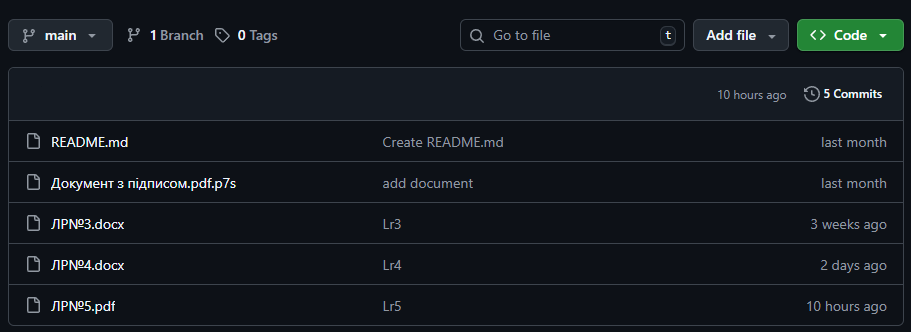 main 1 Branch 0 Tags Go to file t Add file Code
10 hours ago 5 Commits
README.md Create README.md last month
Документ з підписом.pdf.p7s add document last month
ЛР№3.docx Lr3 3 weeks ago
ЛР№4.docx Lr4 2 days ago
ЛР№5.pdf Lr5 10 hours ago